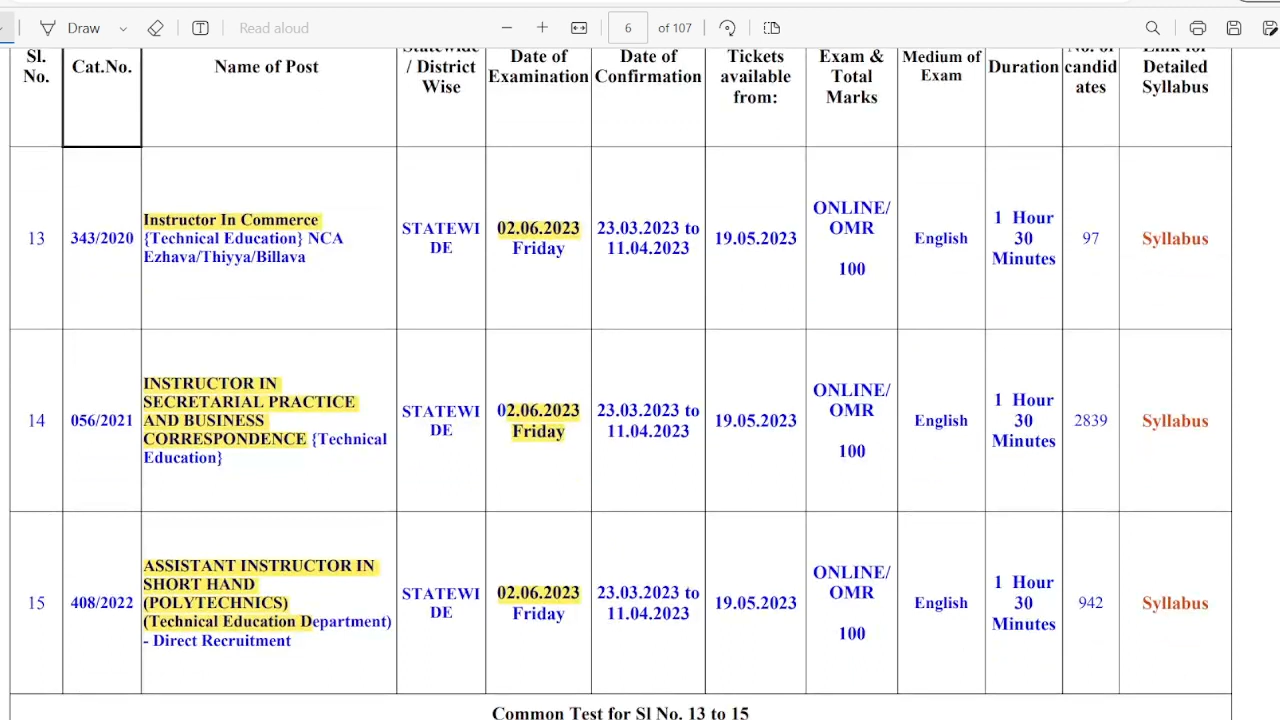 Draw
Read aloud
6
of 107
Sl.
No.
Cat.No.
Name of Post
Statewide
/ District
Wise
Date of
Examination
Date of
Confirmation
Tickets
available
from:
Exam &
Total
Marks
Medium of
Exam
Duration
No. of
candid
ates
Link for
Detailed
Syllabus
13
343/2020
Instructor In Commerce
{Technical Education} NCA
Ezhava/Thiyya/Billava
STATEWI
DE
02.06.2023
Friday
23.03.2023 to
11.04.2023
19.05.2023
ONLINE/
OMR
100
English
1 Hour
30
Minutes
97
Syllabus
14
056/2021
INSTRUCTOR IN
SECRETARIAL PRACTICE
AND BUSINESS
CORRESPONDENCE {Technical
Education}
STATEWI
DE
02.06.2023
Friday
23.03.2023 to
11.04.2023
19.05.2023
ONLINE/
OMR
100
English
1 Hour
30
Minutes
2839
Syllabus
15
408/2022
ASSISTANT INSTRUCTOR IN
SHORT HAND
(POLYTECHNICS)
(Technical Education Department)
- Direct Recruitment
STATEWI
DE
02.06.2023
Friday
23.03.2023 to
11.04.2023
19.05.2023
ONLINE/
OMR
100
English
1 Hour
30
Minutes
942
Syllabus
Common Test for Sl No. 13 to 15